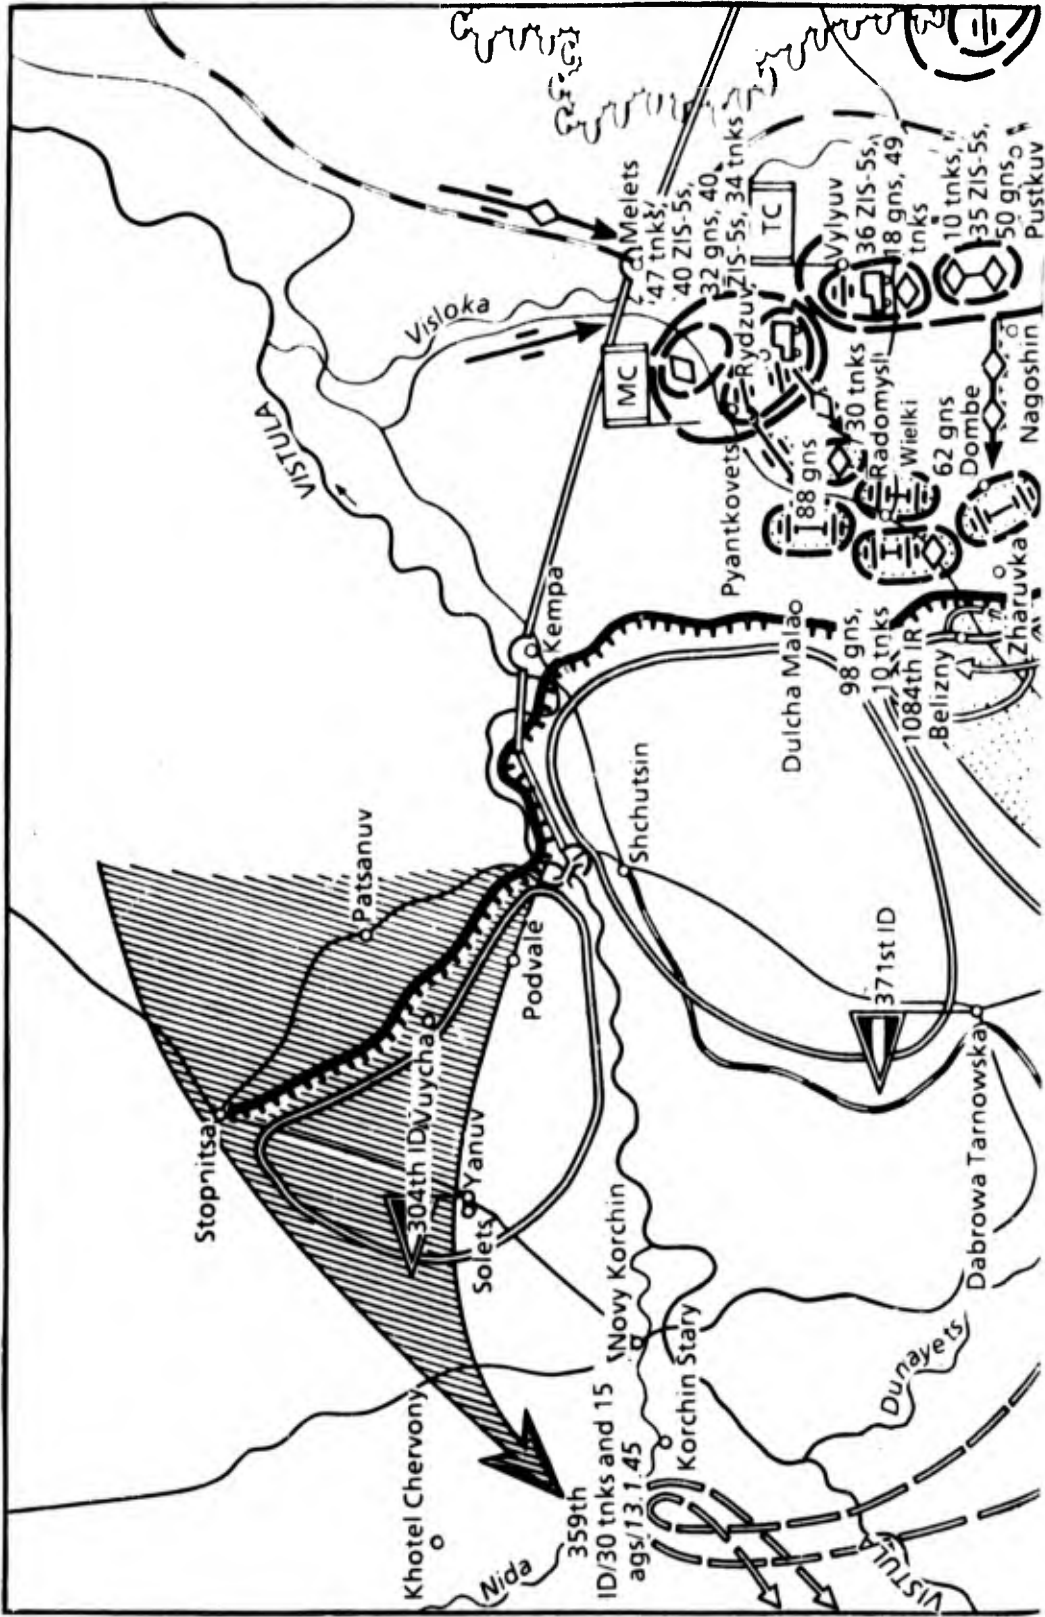 Stopnitsa
Patsanuv
VISTULA
Visloka
Melets
47 tnks,
40 ZIS-5s,
32 gns, 40
ZIS-5s, 34 tnks
MC
TC
Rydzuv
Vylyuv
36 ZIS-5s,
18 gns, 49
tnks
10 tnks,
35 ZIS-5s,
50 gns
Pustkuv
Khotel Chervony
Nida
304th ID
Vuycha
Yanuv
Solets
Podvale
Kempa
Shchutsin
Pyantkovets
88 gns
30 tnks
Radomysl
Wielki
62 gns
Dombe
Nagoshin
Dulcha Mala
98 gns,
10 tnks
1084th IR
Belizny
Zharuvka
359th
ID/30 tnks and 15
ags/13.1.45
Novy Korchin
Korchin Stary
371st ID
Dabrowa Tarnowska
Dunayets
VISTUL